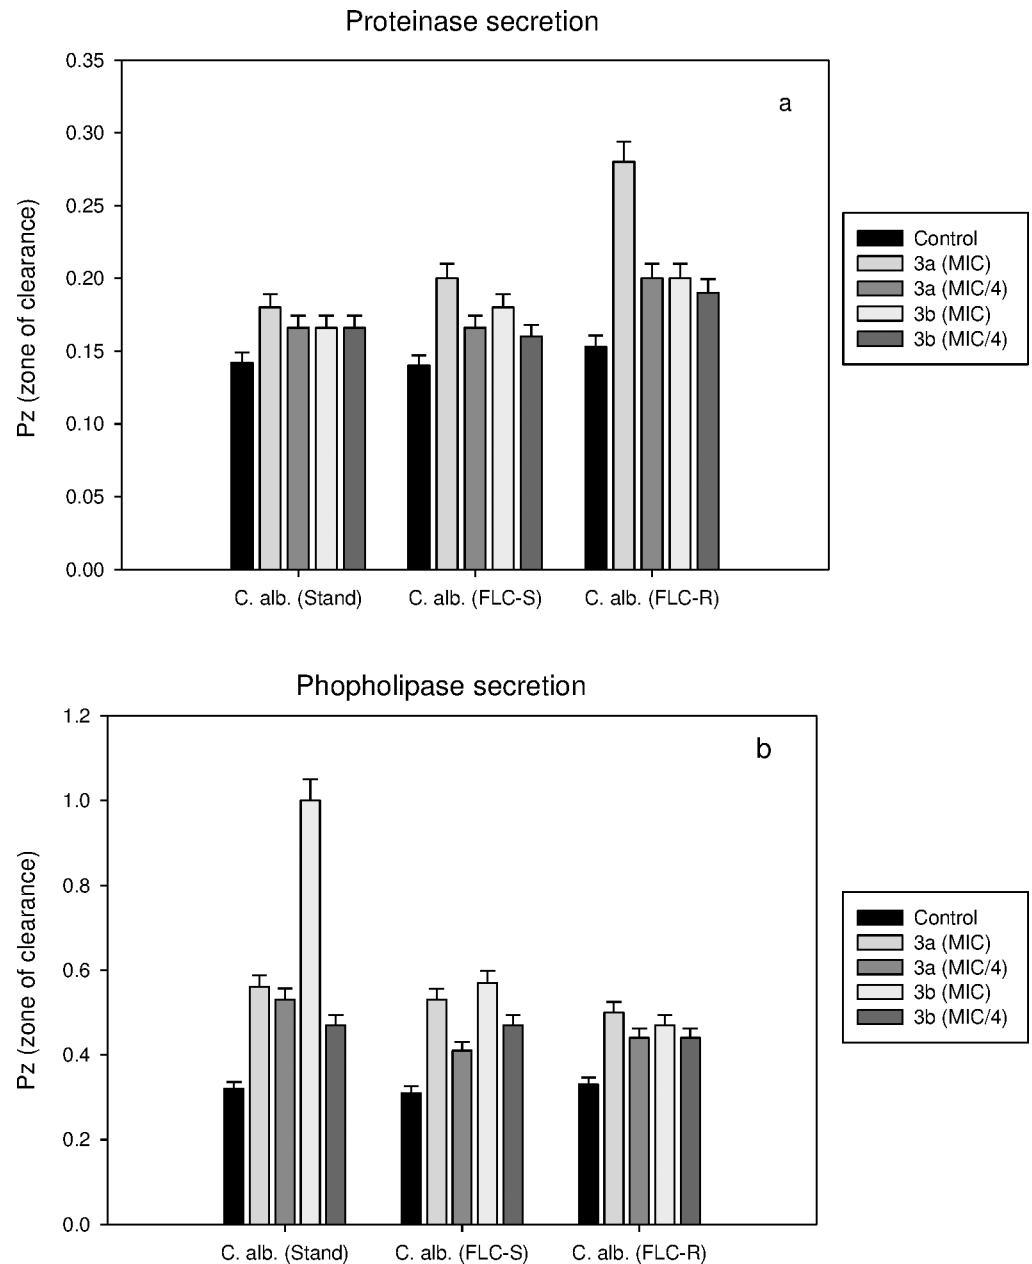 Proteinase secretion
a
Pz (zone of clearance)
0.35
0.30
0.25
0.20
0.15
0.10
0.05
0.00
C. alb. (Stand)
C. alb. (FLC-S)
C. alb. (FLC-R)
Control
3a (MIC)
3a (MIC/4)
3b (MIC)
3b (MIC/4)
Phopholipase secretion
b
Pz (zone of clearance)
1.2
1.0
0.8
0.6
0.4
0.2
0.0
C. alb. (Stand)
C. alb. (FLC-S)
C. alb. (FLC-R)
Control
3a (MIC)
3a (MIC/4)
3b (MIC)
3b (MIC/4)